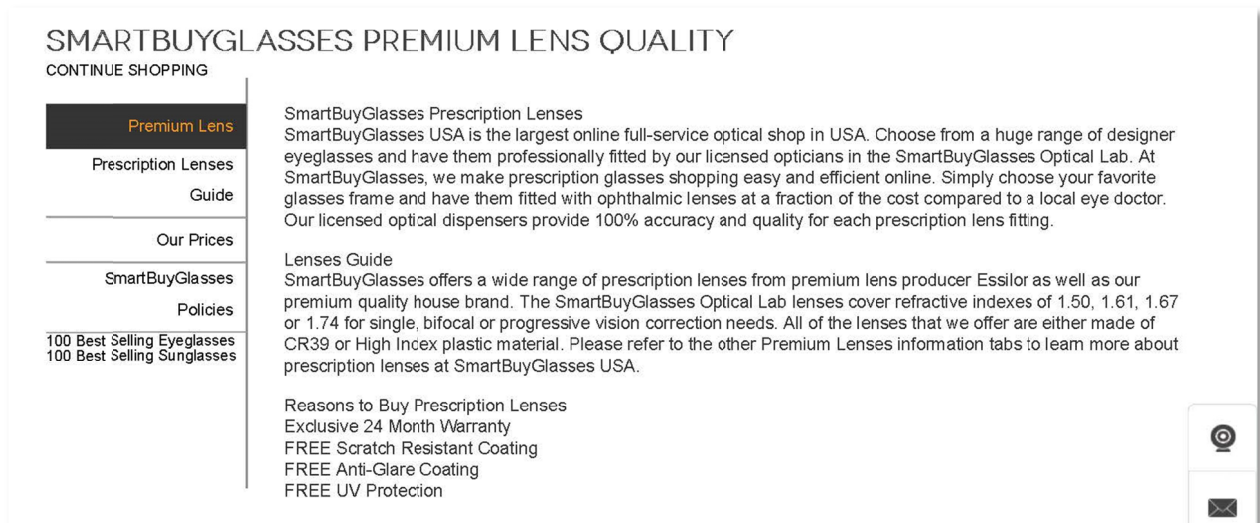 SMARTBUYGLASSES PREMIUM LENS QUALITY
CONTINUE SHOPPING
Premium Lens
Prescription Lenses
Guide
Our Prices
SmartBuyGlasses
Policies
100 Best Selling Eyeglasses
100 Best Selling Sunglasses
SmartBuyGlasses Prescription Lenses
SmartBuyGlasses USA is the largest online full-service optical shop in USA. Choose from a huge range of designer
eyeglasses and have them professionally fitted by our licensed opticians in the SmartBuyGlasses Optical Lab. At
SmartBuyGlasses, we make prescription glasses shopping easy and efficient online. Simply choose your favorite
glasses frame and have them fitted with ophthalmic lenses at a fraction of the cost compared to a local eye doctor.
Our licensed optical dispensers provide 100% accuracy and quality for each prescription lens fitting.
Lenses Guide
SmartBuyGlasses offers a wide range of prescription lenses from premium lens producer Essilor as well as our
premium quality house brand. The SmartBuyGlasses Optical Lab lenses cover refractive indexes of 1.50, 1.61, 1.67
or 1.74 for single, bifocal or progressive vision correction needs. All of the lenses that we offer are either made of
CR39 or High Index plastic material. Please refer to the other Premium Lenses information tabs to learn more about
prescription lenses at SmartBuyGlasses USA.
Reasons to Buy Prescription Lenses
Exclusive 24 Month Warranty
FREE Scratch Resistant Coating
FREE Anti-Glare Coating
FREE UV Protection